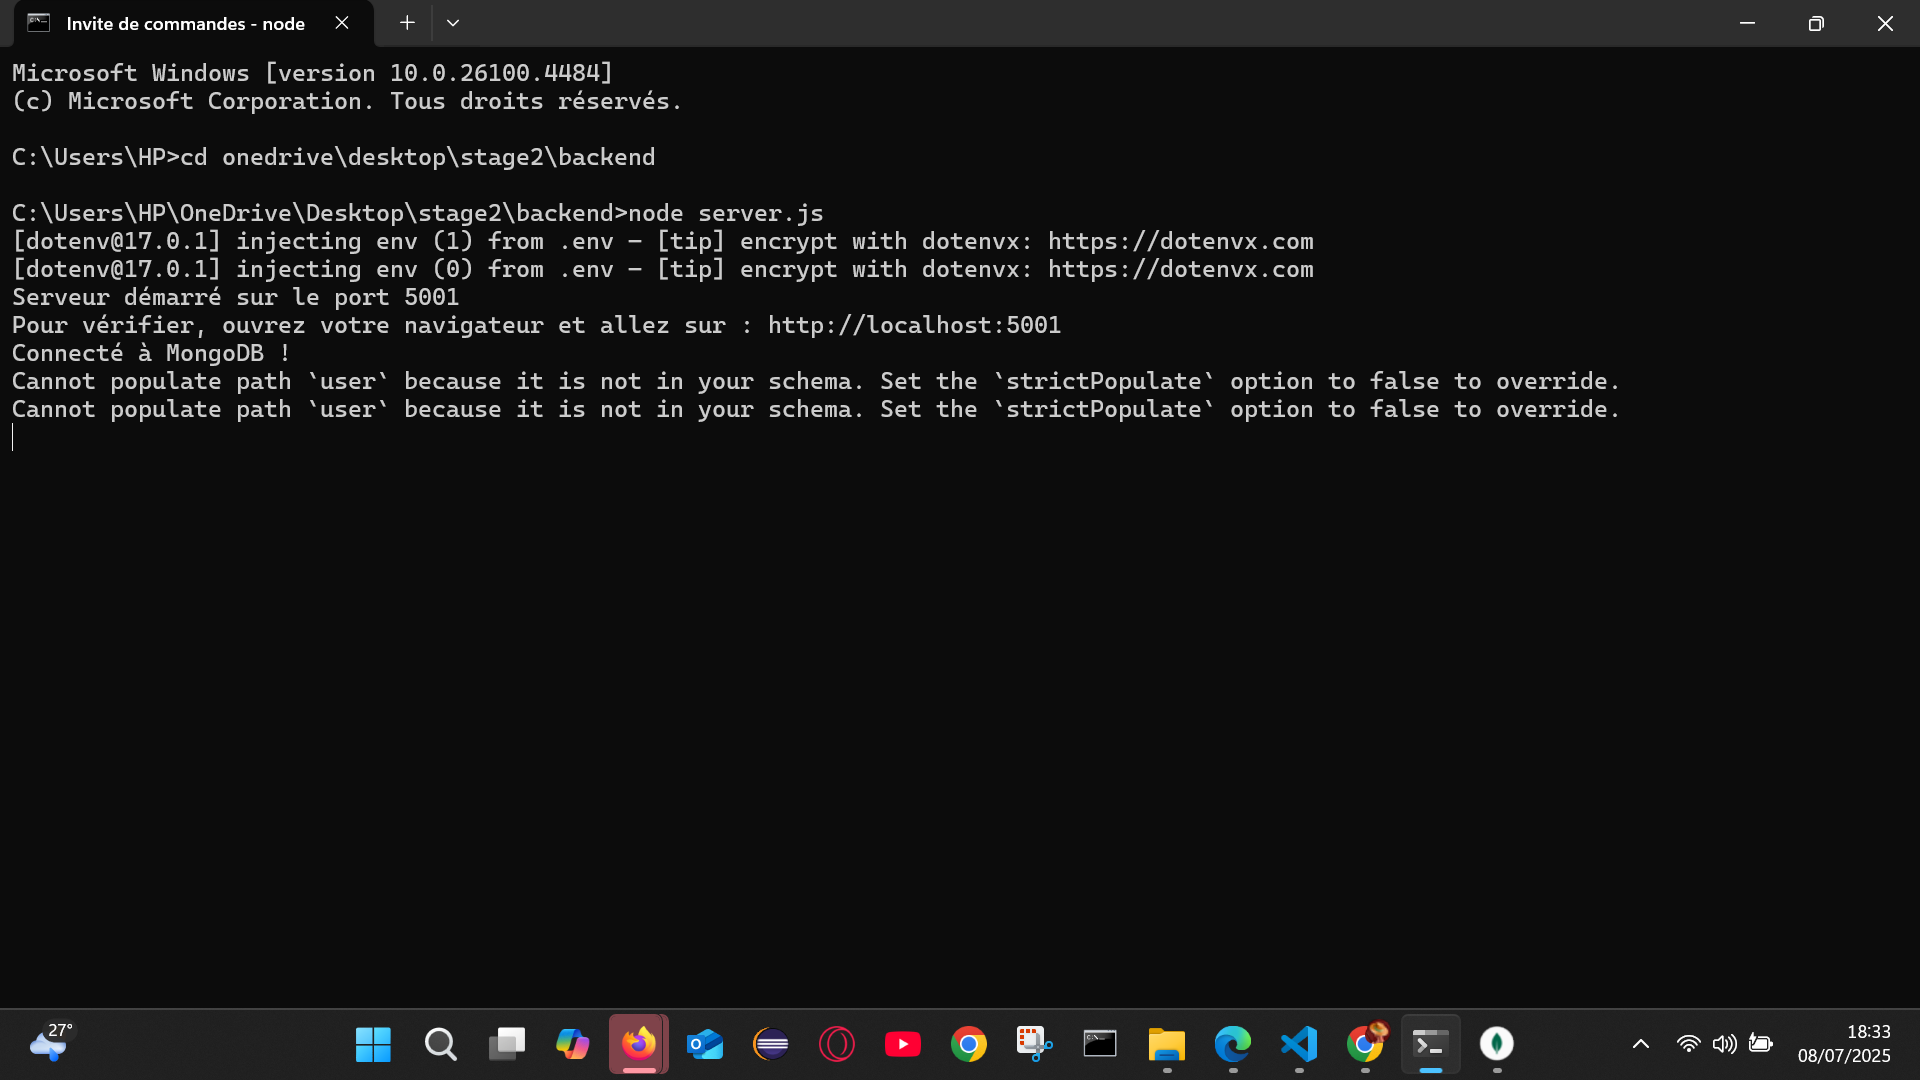 Invite de commandes - node
Microsoft Windows [version 10.0.26100.4484]
(c) Microsoft Corporation. Tous droits réservés.
C:\Users\HP>cd onedrive\desktop\stage2\backend
C:\Users\HP\OneDrive\Desktop\stage2\backend>node server.js
[dotenv@17.0.1] injecting env (1) from .env – [tip] encrypt with dotenvx: https://dotenvx.com
[dotenv@17.0.1] injecting env (0) from .env – [tip] encrypt with dotenvx: https://dotenvx.com
Serveur démarré sur le port 5001
Pour vérifier, ouvrez votre navigateur et allez sur : http://localhost:5001
Connecté à MongoDB !
Cannot populate path `user` because it is not in your schema. Set the `strictPopulate` option to false to override.
Cannot populate path `user` because it is not in your schema. Set the `strictPopulate` option to false to override.
27°
18:33
08/07/2025